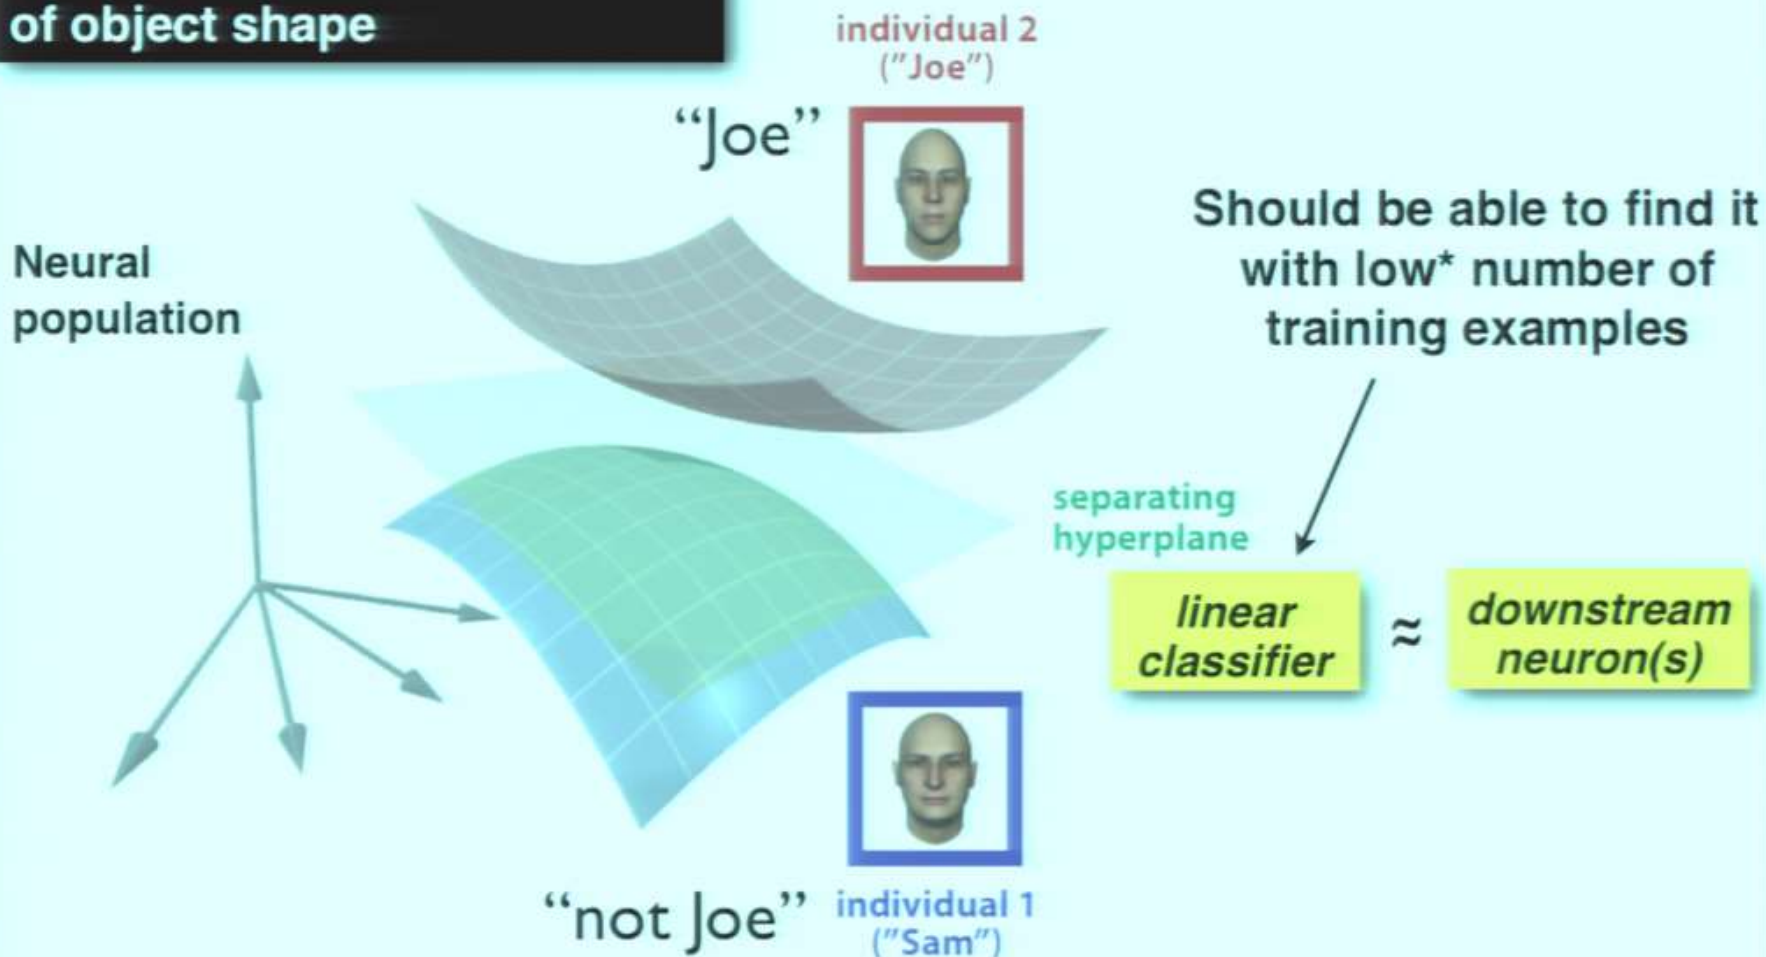 of object shape
individual 2
("Joe")
“Joe”
Should be able to find it
with low* number of
training examples
Neural
population
separating
hyperplane
linear
classifier
≈
downstream
neuron(s)
“not Joe”
individual 1
("Sam")